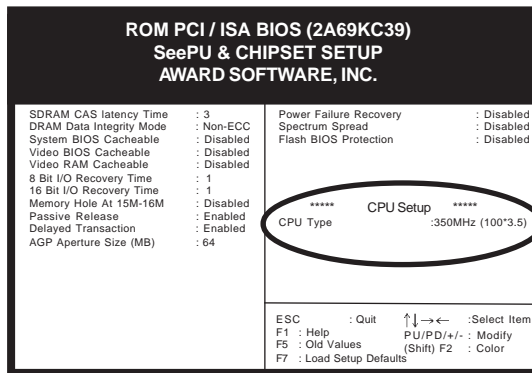 ROM PCI / ISA BIOS (2A69KC39)
SeePU & CHIPSET SETUP
AWARD SOFTWARE, INC.
SDRAM CAS latency Time : 3
DRAM Data Integrity Mode : Non-ECC
System BIOS Cacheable : Disabled
Video BIOS Cacheable : Disabled
Video RAM Cacheable : Disabled
8 Bit I/O Recovery Time : 1
16 Bit I/O Recovery Time : 1
Memory Hole At 15M-16M : Disabled
Passive Release : Enabled
Delayed Transaction : Enabled
AGP Aperture Size (MB) : 64
Power Failure Recovery : Disabled
Spectrum Spread : Disabled
Flash BIOS Protection : Disabled
***** CPU Setup *****
CPU Type :350MHz (100*3.5)
ESC : Quit ↑↓→← :Select Item
F1 : Help PU/PD/+/- : Modify
F5 : Old Values (Shift) F2 : Color
F7 : Load Setup Defaults